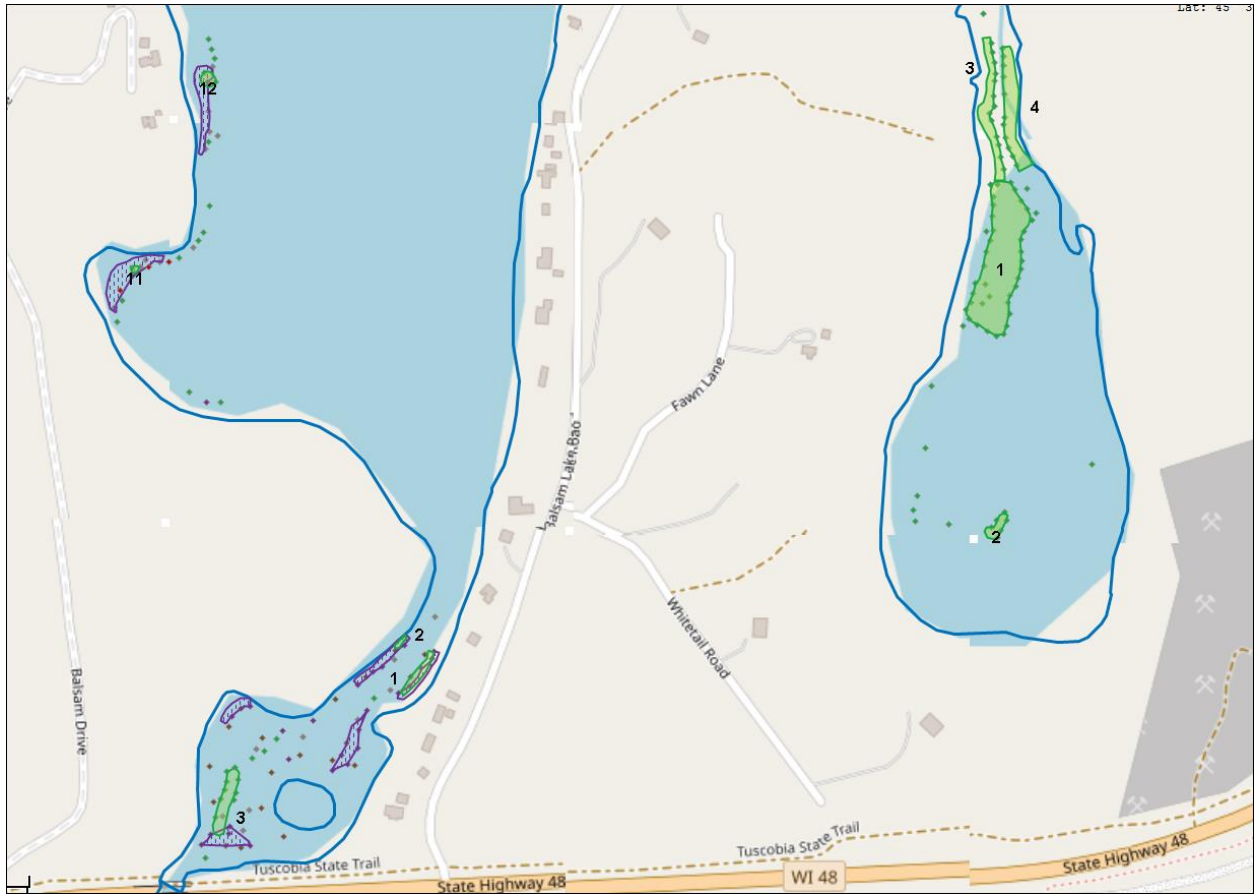 Lat: 45 3
3
12
4
11
1
Fawn Lane
Balsam Lake Road
2
Whitetail Road
2
1
Balsam Drive
3
Tuscobia State Trail
Tuscobia State Trail
WI 48
State Highway 48
State Highway 48